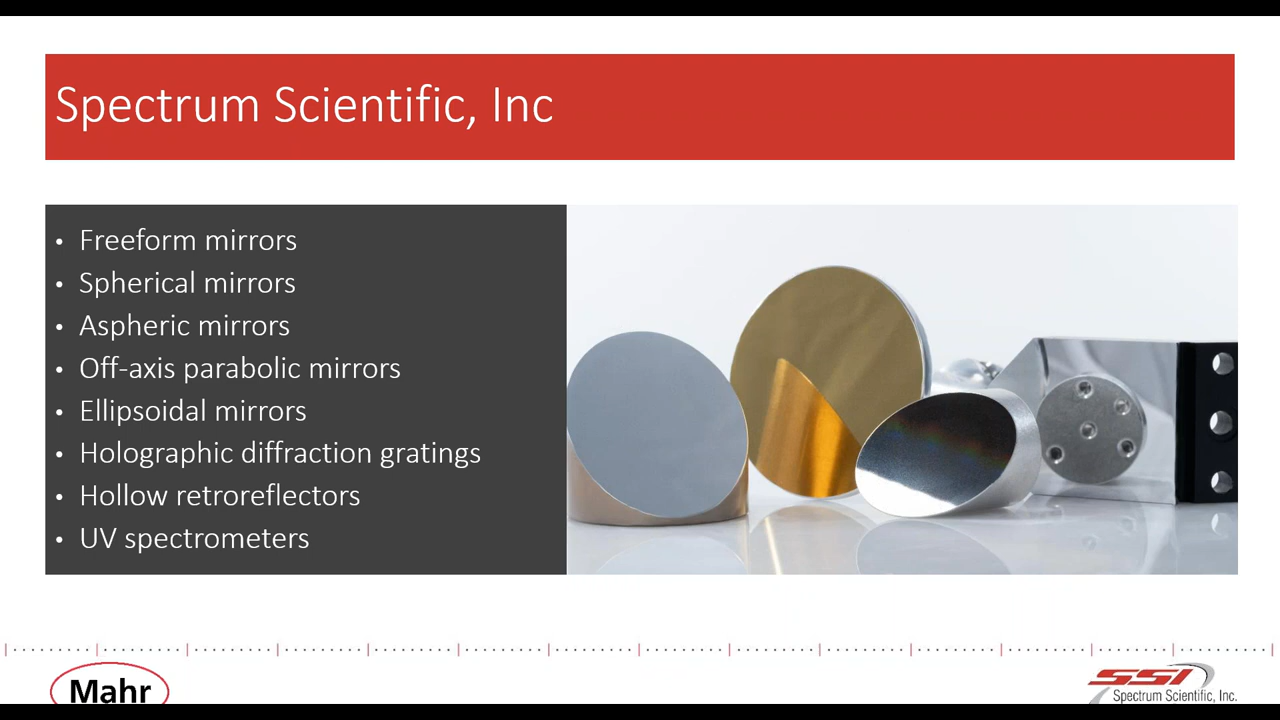 Spectrum Scientific, Inc
• Freeform mirrors
• Spherical mirrors
• Aspheric mirrors
• Off-axis parabolic mirrors
• Ellipsoidal mirrors
• Holographic diffraction gratings
• Hollow retroreflectors
• UV spectrometers
Mahr
SSI
Spectrum Scientific, Inc.